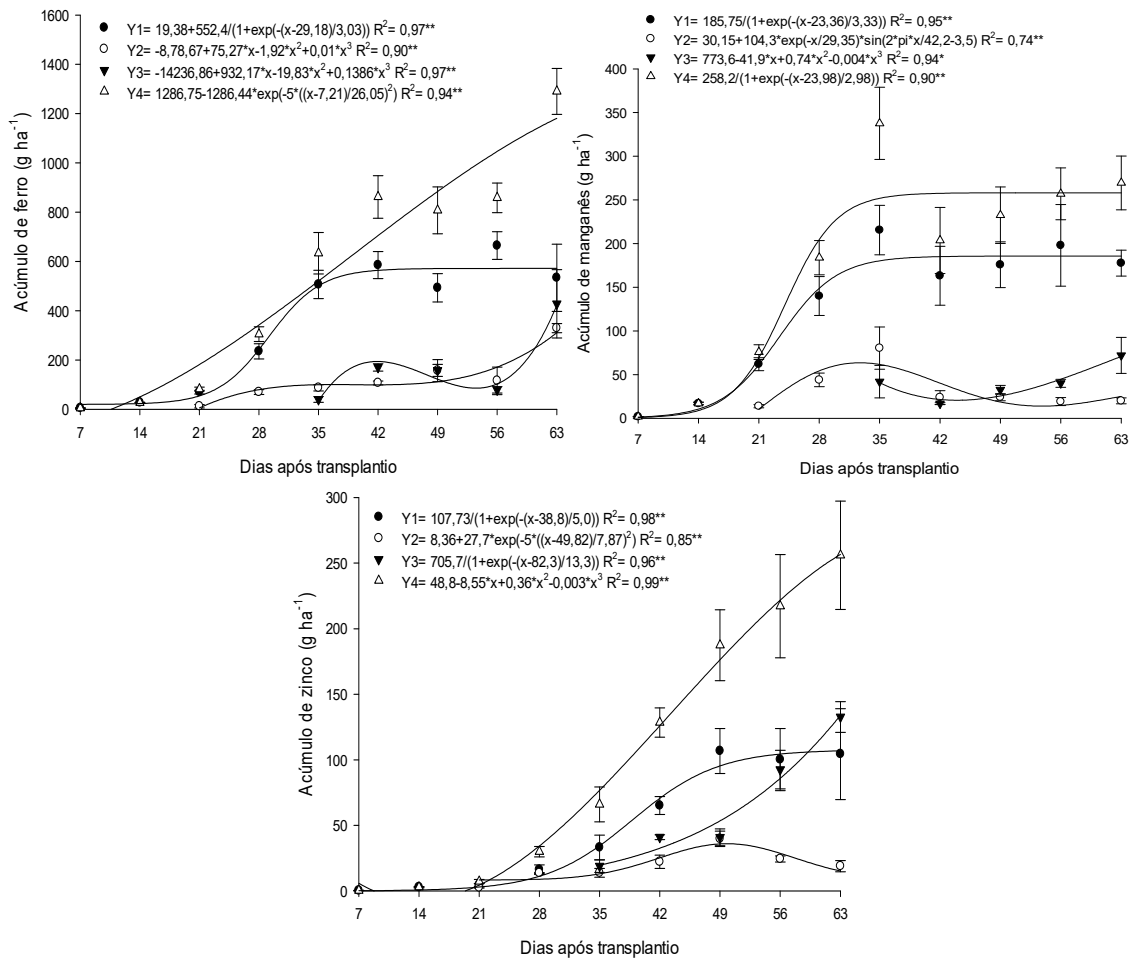 Y1= 19,38+552,4/(1+exp(-(x-29,18)/3,03)) R²= 0,97**
Y2= -8,78,67+75,27*x-1,92*x²+0,01*x³ R²= 0,90**
Y3= -14236,86+932,17*x-19,83*x²+0,1386*x³ R²= 0,97**
Y4= 1286,75-1286,44*exp(-5*((x-7,21)/26,05)²) R²= 0,94**
Acúmulo de ferro (g ha⁻¹)
1600
1400
1200
1000
800
600
400
200
0
7 14 21 28 35 42 49 56 63
Dias após transplantio
Y1= 185,75/(1+exp(-(x-23,36)/3,33)) R²= 0,95**
Y2= 30,15+104,3*exp(-x/29,35)*sin(2*pi*x/42,2-3,5) R²= 0,74**
Y3= 773,6-41,9*x+0,74*x²-0,004*x³ R²= 0,94*
Y4= 258,2/(1+exp(-(x-23,98)/2,98)) R²= 0,90**
Acúmulo de manganês (g ha⁻¹)
400
350
300
250
200
150
100
50
0
7 14 21 28 35 42 49 56 63
Dias após transplantio
Y1= 107,73/(1+exp(-(x-38,8)/5,0)) R²= 0,98**
Y2= 8,36+27,7*exp(-5*((x-49,82)/7,87)²) R²= 0,85**
Y3= 705,7/(1+exp(-(x-82,3)/13,3)) R²= 0,96**
Y4= 48,8-8,55*x+0,36*x²-0,003*x³ R²= 0,99**
Acúmulo de zinco (g ha⁻¹)
300
250
200
150
100
50
0
7 14 21 28 35 42 49 56 63
Dias após transplantio